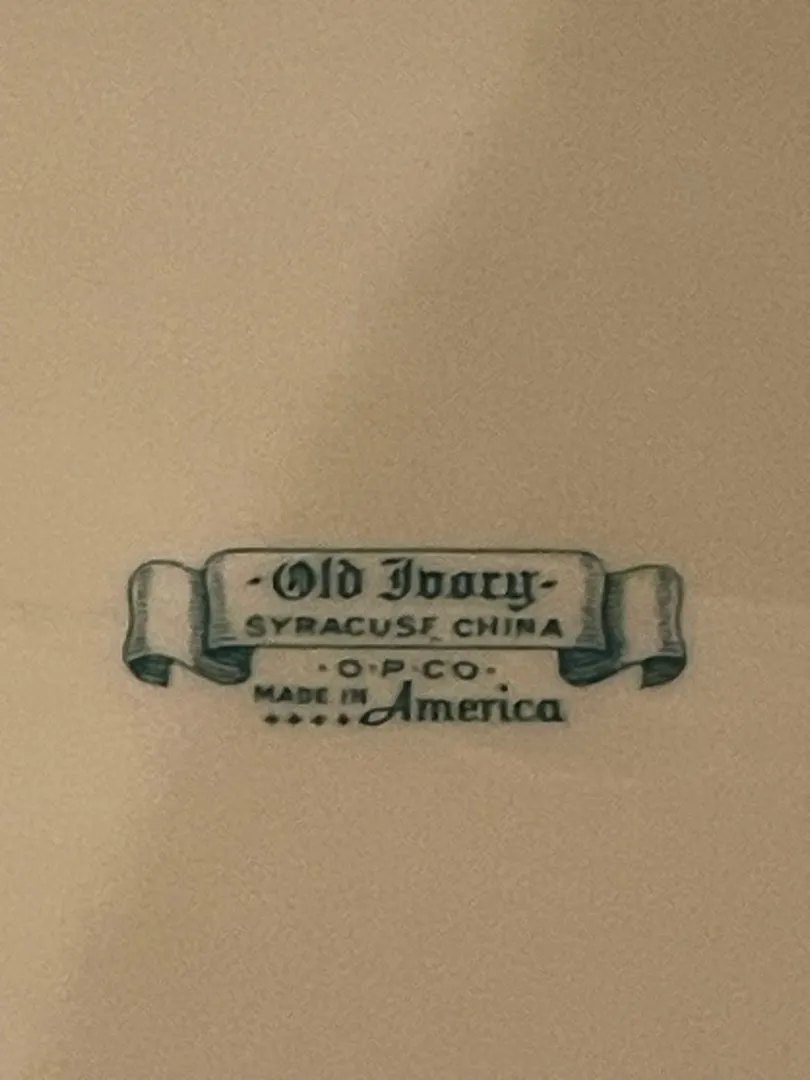 -Old Ivory-
SYRACUSE CHINA
·O·P·CO·
MADE IN America